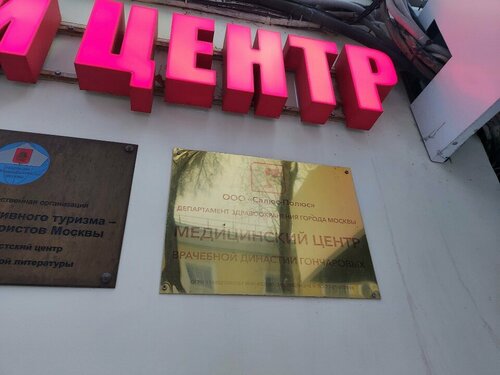 Й ЦЕНТР
ственная организация
ивного туризма –
ристов Москвы
стский центр
ой литературы
ООО «Салюс-Полюс»
ДЕПАРТАМЕНТ ЗДРАВООХРАНЕНИЯ ГОРОДА МОСКВЫ
МЕДИЦИНСКИЙ ЦЕНТР
ВРАЧЕБНОЙ ДИНАСТИИ ГОНЧАРОВЫХ